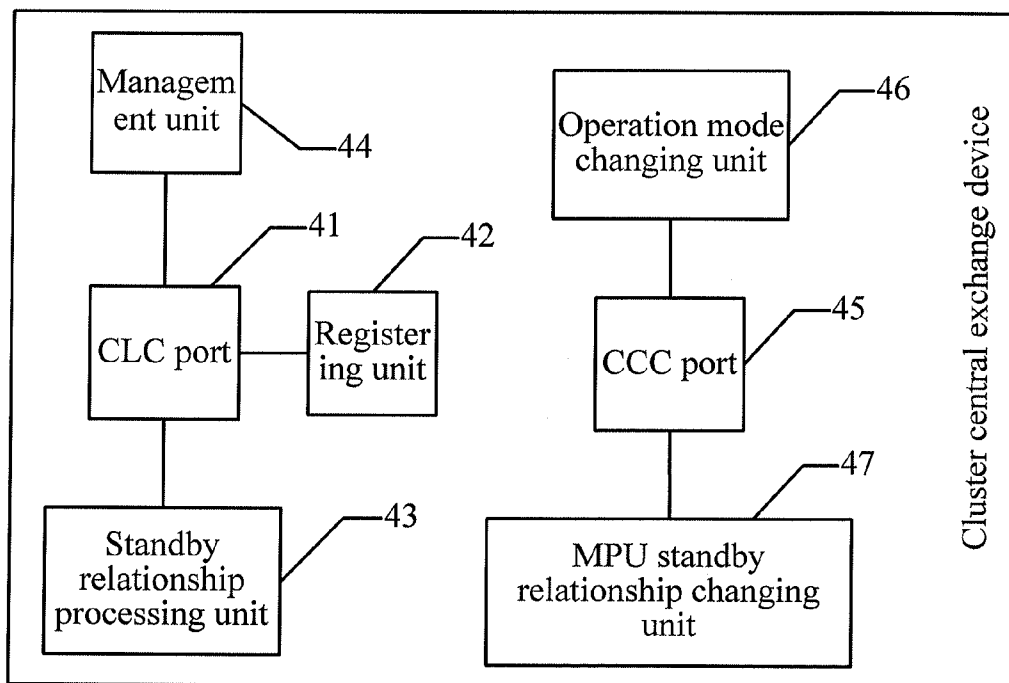 Managem
ent unit
44
41
42
CLC port
Register
ing unit
Standby
relationship
processing unit
43
Operation mode
changing unit
46
CCC port
45
MPU standby
relationship changing
unit
47
Cluster central exchange device